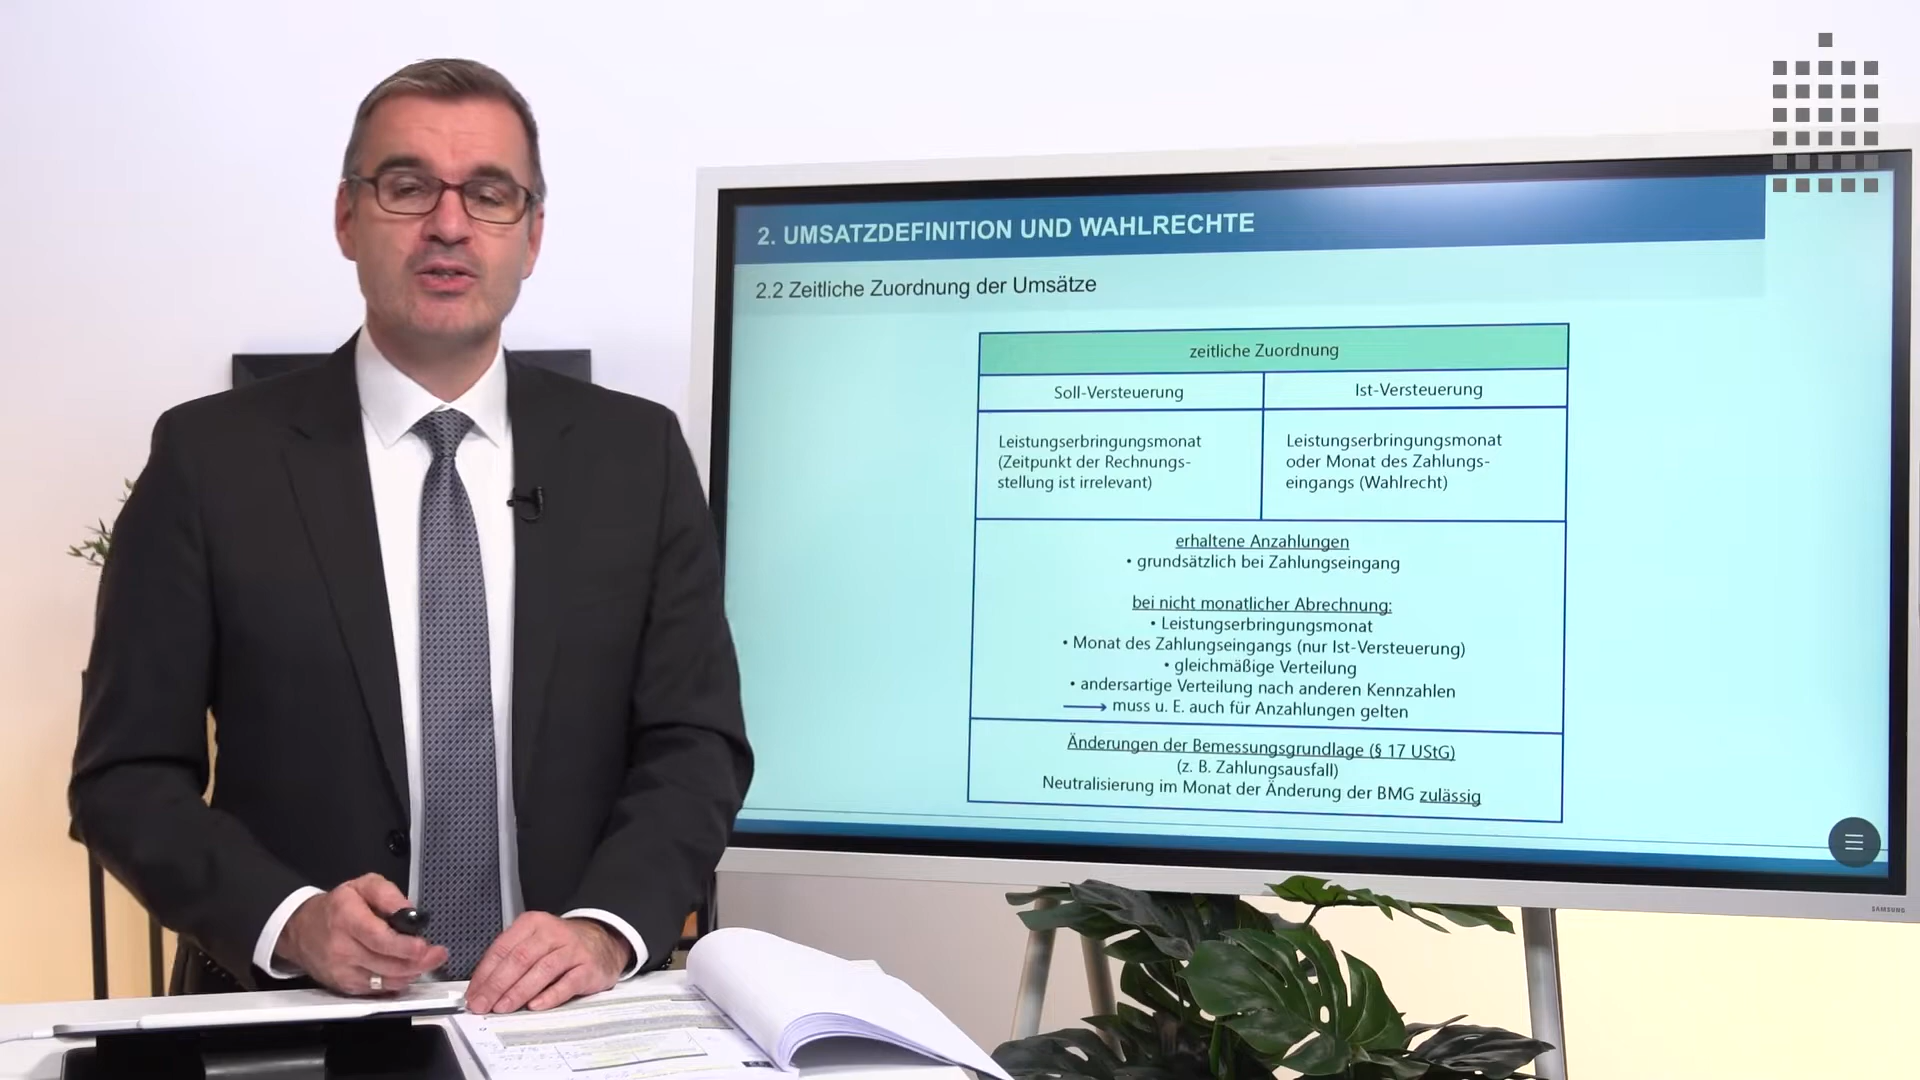 2. UMSATZDEFINITION UND WAHLRECHTE
2.2 Zeitliche Zuordnung der Umsätze
zeitliche Zuordnung
Soll-Versteuerung
Ist-Versteuerung
Leistungserbringungsmonat
(Zeitpunkt der Rechnungs-
stellung ist irrelevant)
Leistungserbringungsmonat
oder Monat des Zahlungs-
eingangs (Wahlrecht)
erhaltene Anzahlungen
• grundsätzlich bei Zahlungseingang
bei nicht monatlicher Abrechnung:
• Leistungserbringungsmonat
• Monat des Zahlungseingangs (nur Ist-Versteuerung)
• gleichmäßige Verteilung
• andersartige Verteilung nach anderen Kennzahlen
→ muss u. E. auch für Anzahlungen gelten
Änderungen der Bemessungsgrundlage (§ 17 UStG)
(z. B. Zahlungsausfall)
Neutralisierung im Monat der Änderung der BMG zulässig
SAMSUNG